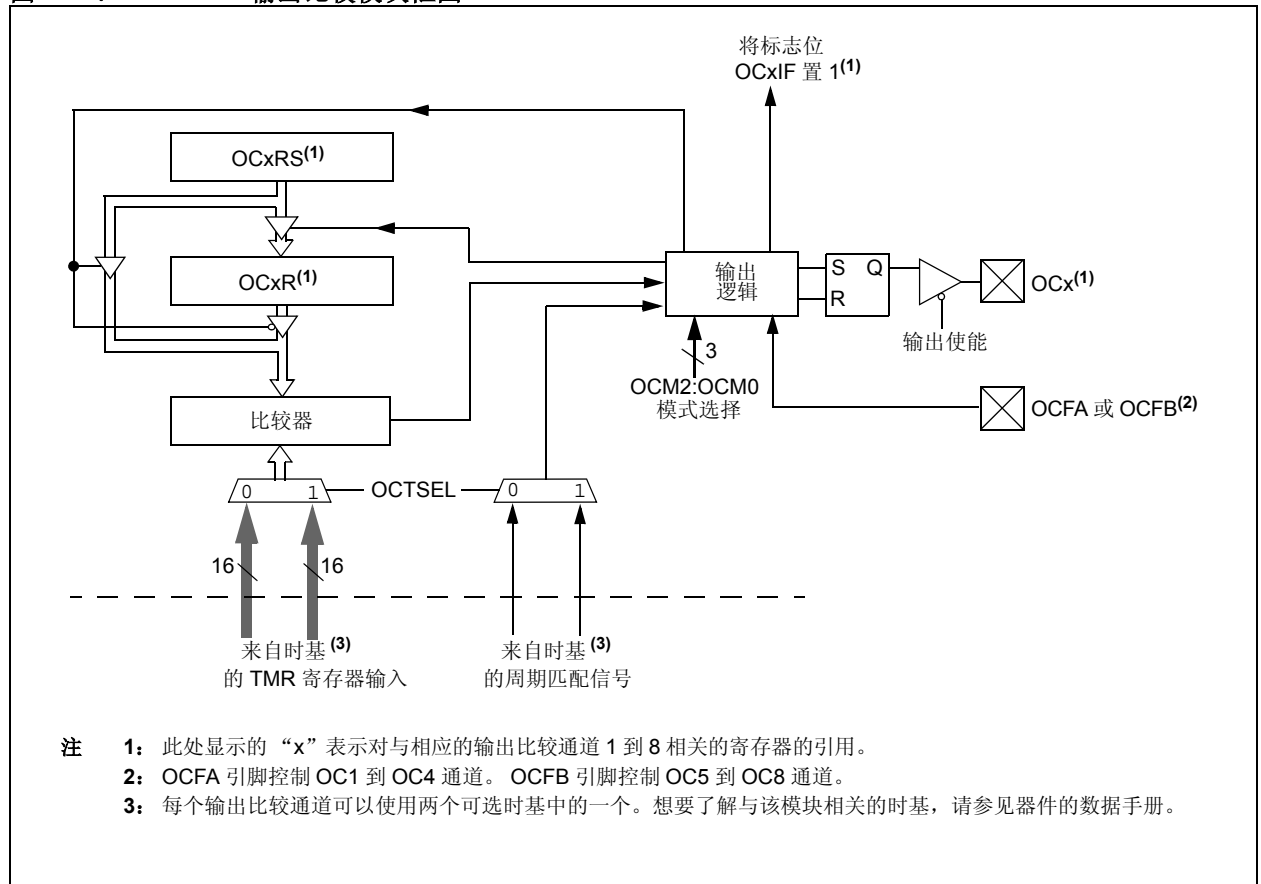 将标志位
OCxIF 置 1(1)
OCxRS(1)
OCxR(1)
输出
逻辑
S Q
R
OCx(1)
输出使能
3
OCM2:OCM0
模式选择
OCFA 或 OCFB(2)
比较器
0 1
OCTSEL
0 1
16
16
来自时基(3)
的 TMR 寄存器输入
来自时基(3)
的周期匹配信号
注 1: 此处显示的 “x”表示对与相应的输出比较通道 1 到 8 相关的寄存器的引用。
2: OCFA 引脚控制 OC1 到 OC4 通道。 OCFB 引脚控制 OC5 到 OC8 通道。
3: 每个输出比较通道可以使用两个可选时基中的一个。想要了解与该模块相关的时基,请参见器件的数据手册。